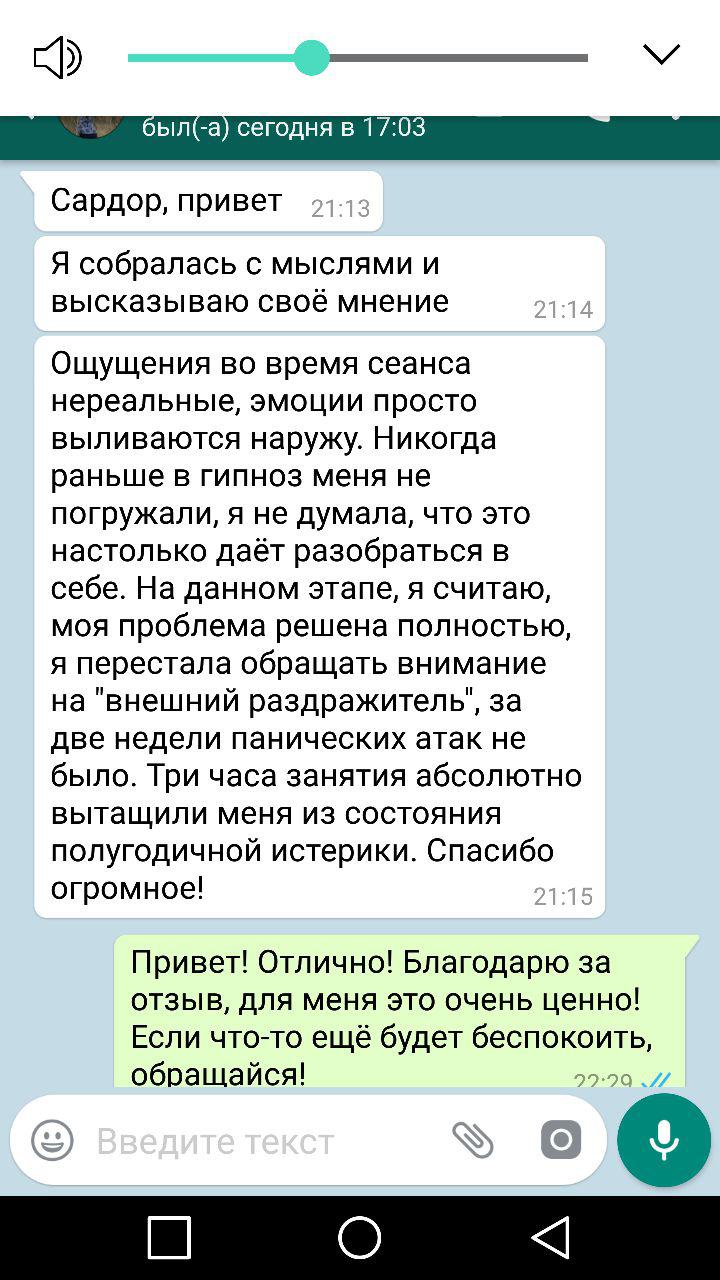 был(-а) сегодня в 17:03
Сардор, привет 21:13
Я собралась с мыслями и
высказываю своё мнение 21:14
Ощущения во время сеанса
нереальные, эмоции просто
выливаются наружу. Никогда
раньше в гипноз меня не
погружали, я не думала, что это
настолько даёт разобраться в
себе. На данном этапе, я считаю,
моя проблема решена полностью,
я перестала обращать внимание
на "внешний раздражитель", за
две недели панических атак не
было. Три часа занятия абсолютно
вытащили меня из состояния
полугодичной истерики. Спасибо
огромное! 21:15
Привет! Отлично! Благодарю за
отзыв, для меня это очень ценно!
Если что-то ещё будет беспокоить,
обращайся! 22:29
Введите текст